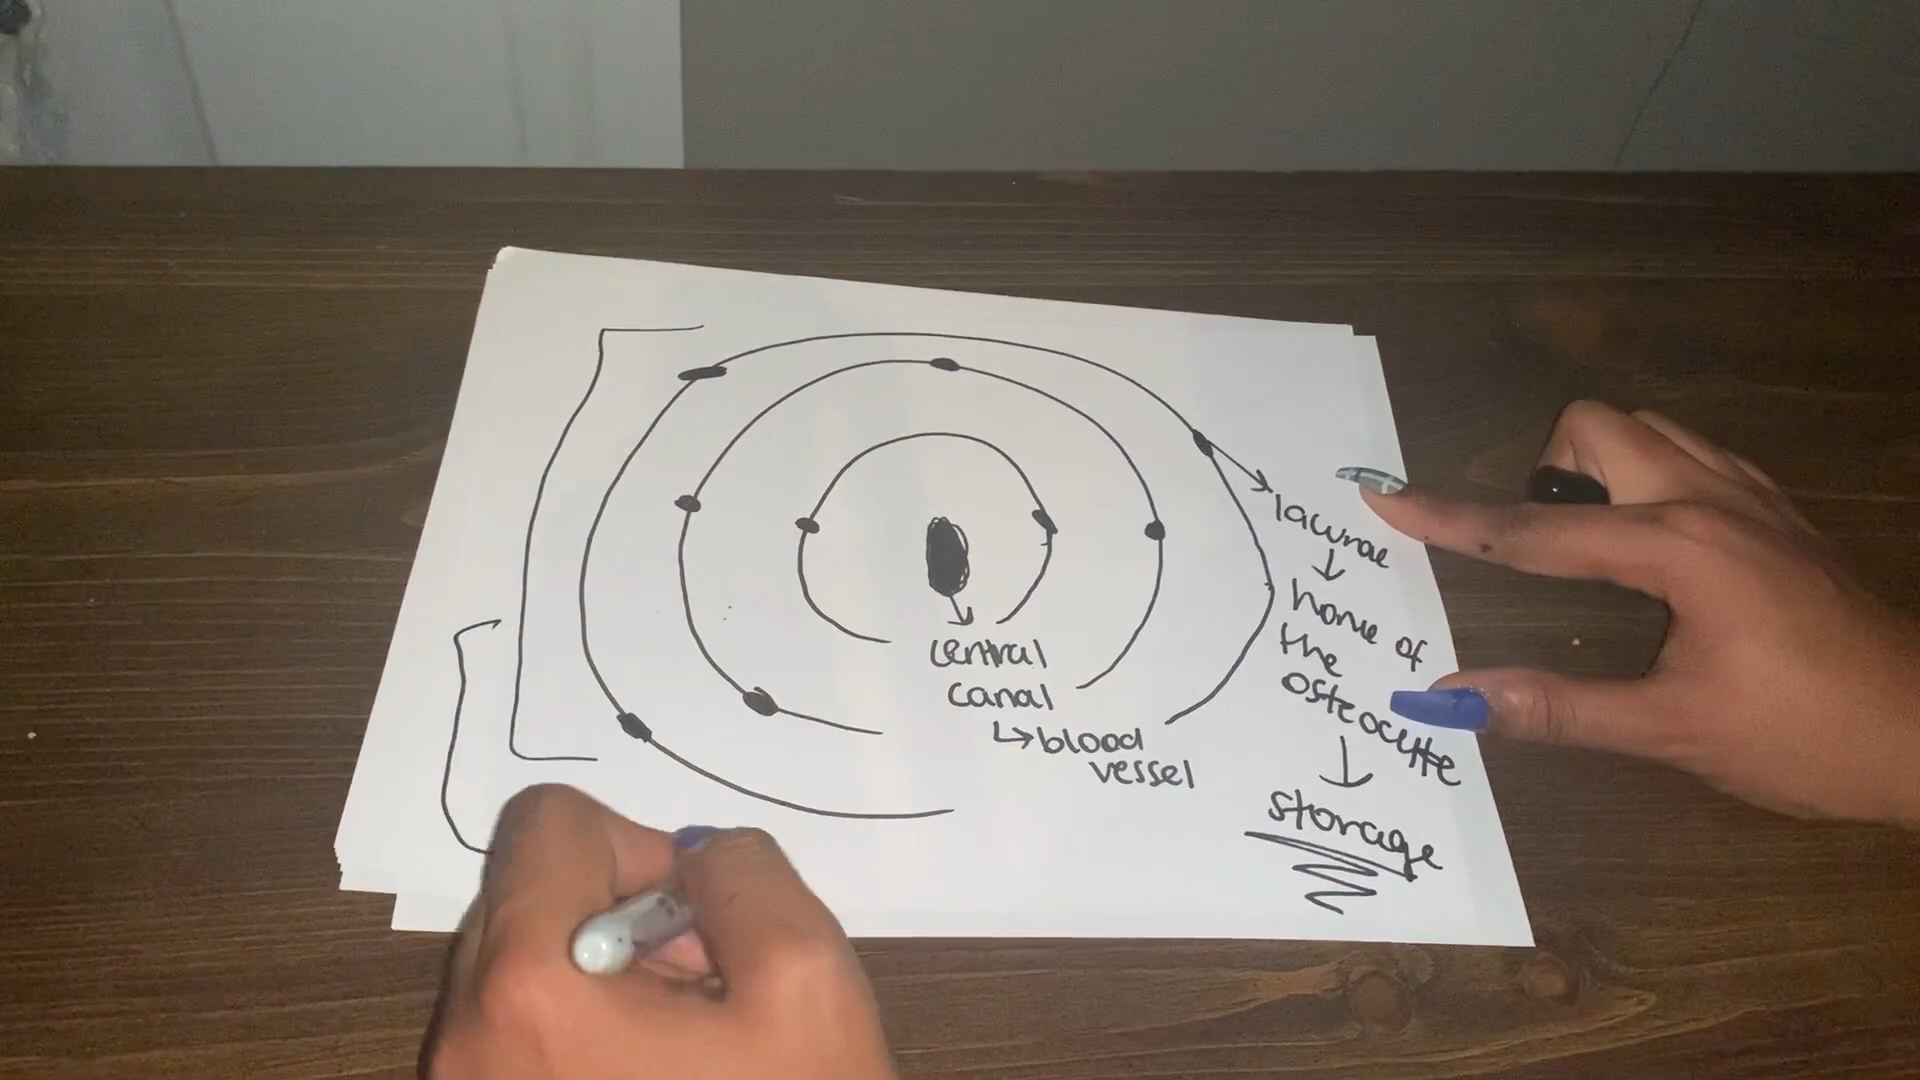 central
canal
↳blood
vessel
lacunae
↓
home of
the
osteocyte
↓
storage